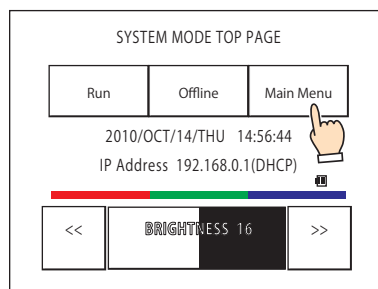 SYSTEM MODE TOP PAGE
Run Offline Main Menu
2010/OCT/14/THU 14:56:44
IP Address 192.168.0.1(DHCP)
<< BRIGHTNESS 16 >>